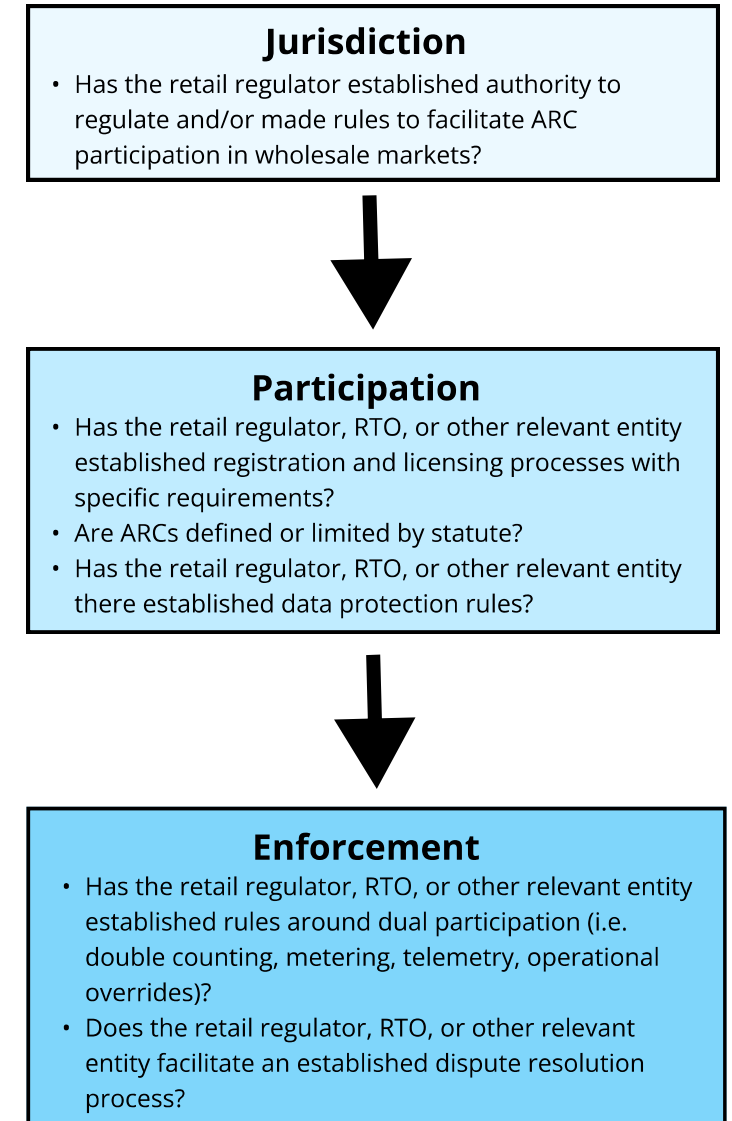 Jurisdiction
• Has the retail regulator established authority to
regulate and/or made rules to facilitate ARC
participation in wholesale markets?
Participation
• Has the retail regulator, RTO, or other relevant entity
established registration and licensing processes with
specific requirements?
• Are ARCs defined or limited by statute?
• Has the retail regulator, RTO, or other relevant entity
there established data protection rules?
Enforcement
• Has the retail regulator, RTO, or other relevant entity
established rules around dual participation (i.e.
double counting, metering, telemetry, operational
overrides)?
• Does the retail regulator, RTO, or other relevant
entity facilitate an established dispute resolution
process?